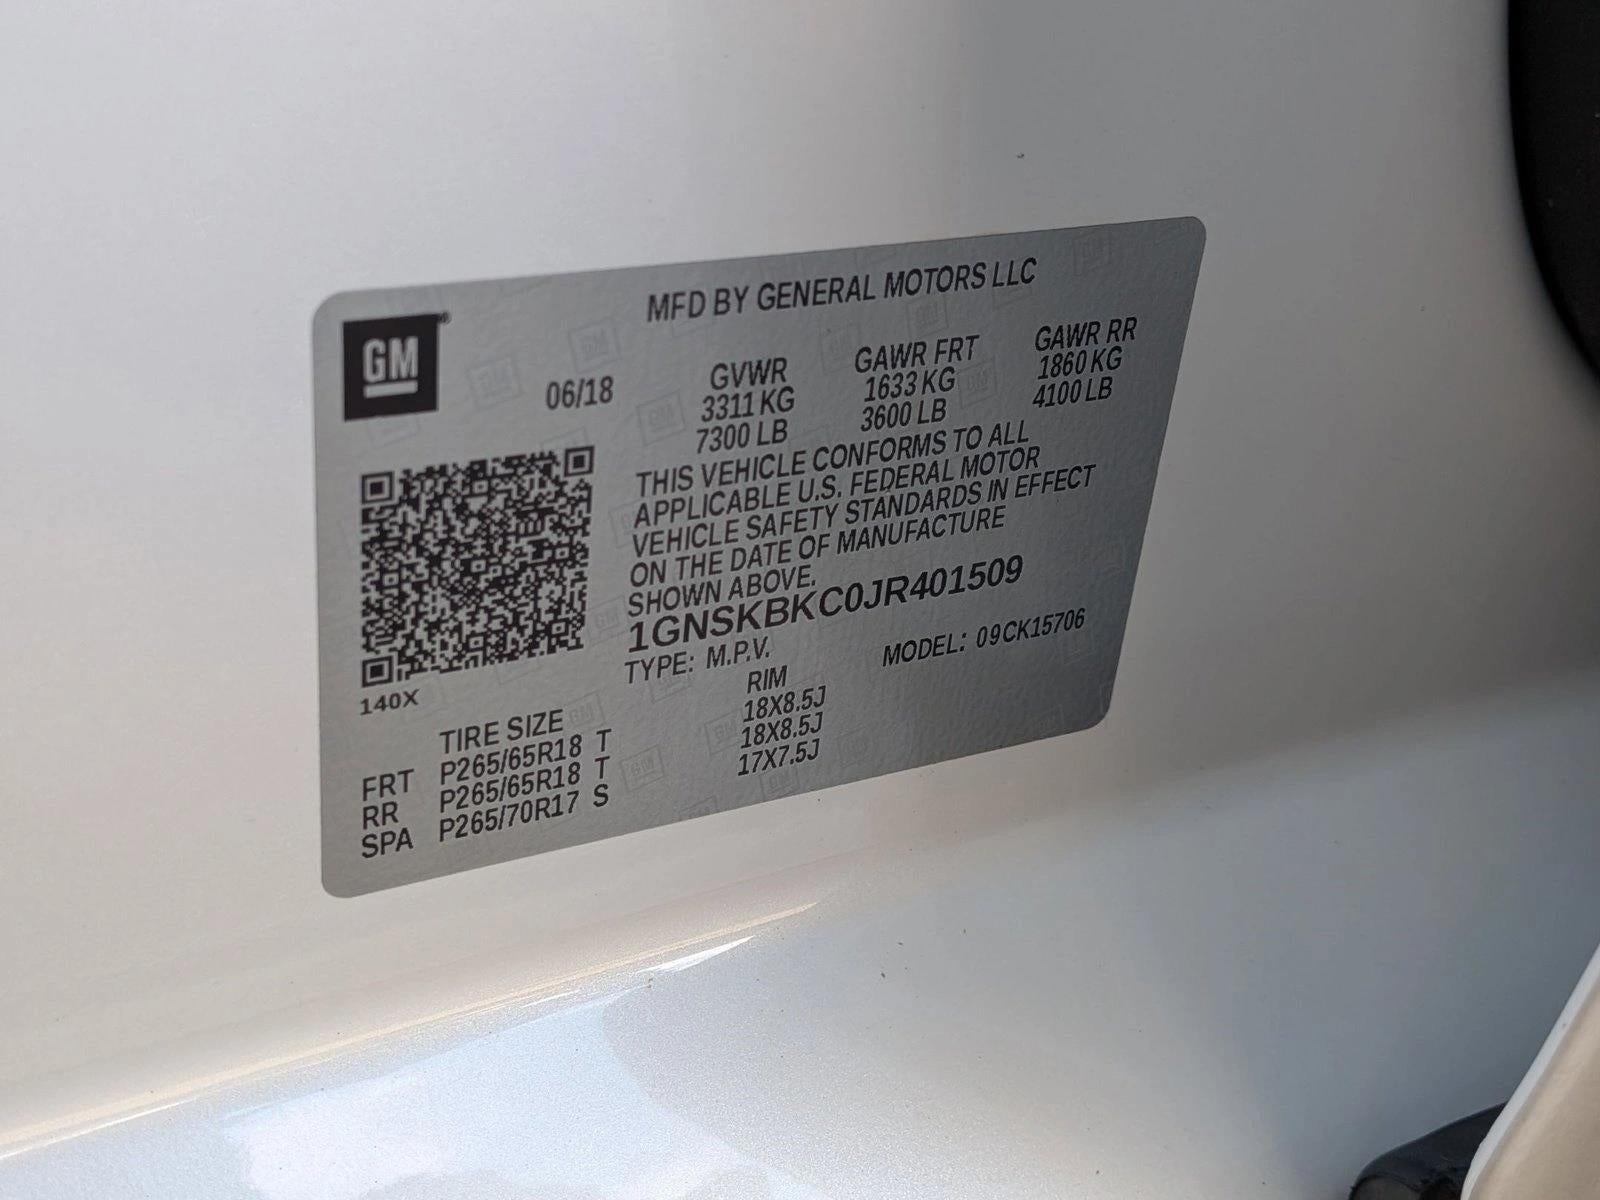 MFD BY GENERAL MOTORS LLC
GM
06/18
GVWR GAWR FRT GAWR RR
3311 KG 1633 KG 1860 KG
7300 LB 3600 LB 4100 LB
THIS VEHICLE CONFORMS TO ALL
APPLICABLE U.S. FEDERAL MOTOR
VEHICLE SAFETY STANDARDS IN EFFECT
ON THE DATE OF MANUFACTURE
SHOWN ABOVE.
1GNSKBKC0JR401509
TYPE: M.P.V. MODEL: 09CK15706
140X
TIRE SIZE RIM
FRT P265/65R18 T 18X8.5J
RR P265/65R18 T 18X8.5J
SPA P265/70R17 S 17X7.5J